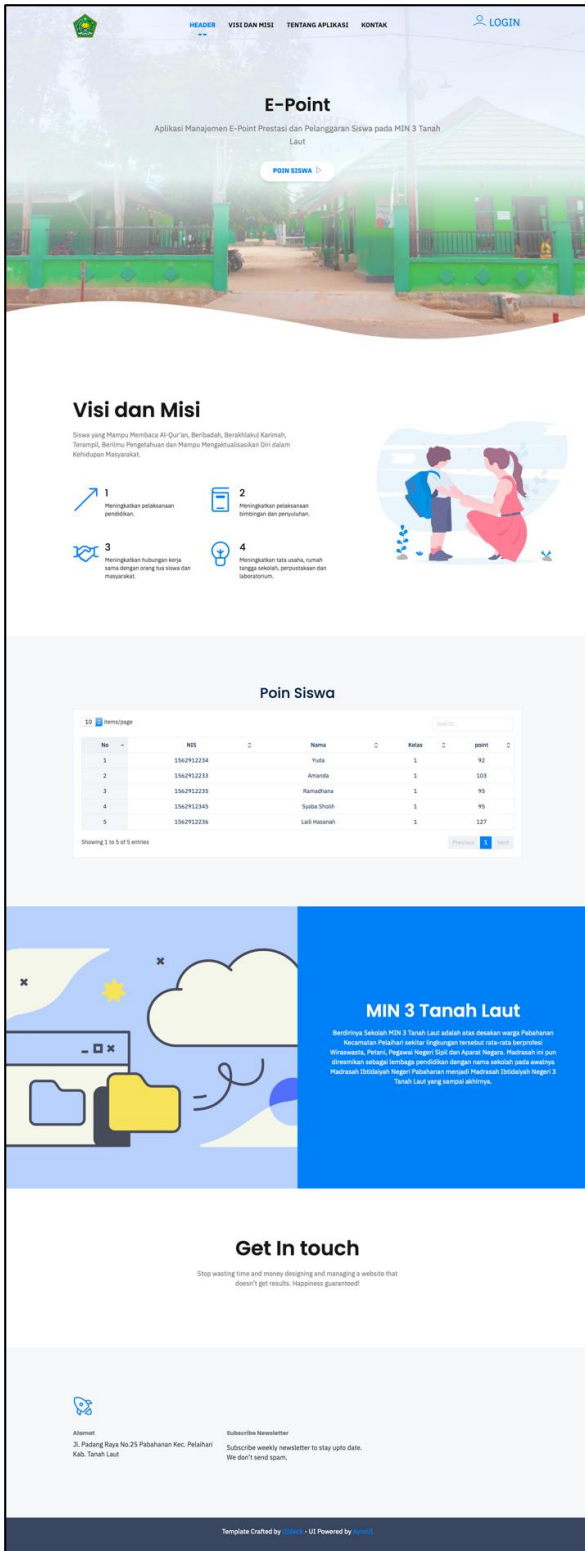 HEADER VISI DAN MISI TENTANG APLIKASI KONTAK LOGIN
E-Point
Aplikasi Manajemen E-Point Prestasi dan Pelanggaran Siswa pada MIN 3 Tanah
Laut
POIN SISWA
Visi dan Misi
Siswa yang Mampu Membaca Al-Qur'an, Beribadah, Berakhlakul Karimah,
Terampil, Berilmu Pengetahuan dan Mampu Mengaktualisasikan Diri dalam
Kehidupan Masyarakat.
1
Meningkatkan pelaksanaan
pendidikan.
2
Meningkatkan pelaksanaan
bimbingan dan penyuluhan.
3
Meningkatkan hubungan kerja
sama dengan orang tua siswa dan
masyarakat.
4
Meningkatkan tata usaha, rumah
tangga sekolah, perpustakaan dan
laboratorium.
Poin Siswa
10 items/page Search...
No NIS Nama Kelas point
1 1562912234 Yuda 1 92
2 1562912233 Amanda 1 103
3 1562912235 Ramadhana 1 95
4 1562912345 Syaba Sholih 1 95
5 1562912236 Laili Hasanah 1 127
Showing 1 to 5 of 5 entries Previous 1 Next
MIN 3 Tanah Laut
Berdirinya Sekolah MIN 3 Tanah Laut adalah atas desakan warga Pabahanan
Kecamatan Pelaihari sekitar lingkungan tersebut rata-rata berprofesi
Wiraswasta, Petani, Pegawai Negeri Sipil dan Aparat Negara. Madrasah ini pun
diresmikan sebagai lembaga pendidikan dengan nama sekolah pada awalnya
Madrasah Ibtidaiyah Negeri Pabahanan menjadi Madrasah Ibtidaiyah Negeri 3
Tanah Laut yang sampai akhirnya.
Get In touch
Stop wasting time and money designing and managing a website that
doesn't get results. Happiness guaranteed!
Alamat
Jl. Padang Raya No.25 Pabahanan Kec. Pelaihari
Kab. Tanah Laut
Subscribe Newsletter
Subscribe weekly newsletter to stay upto date.
We don't send spam.
Template Crafted by UIdeck - UI Powered by AyroUI